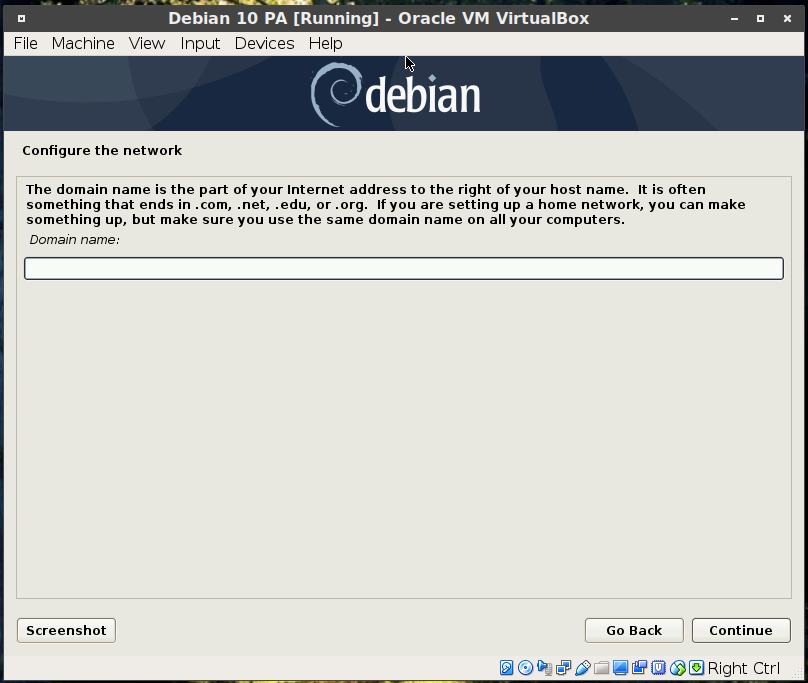 Debian 10 PA [Running] - Oracle VM VirtualBox
File Machine View Input Devices Help
debian
Configure the network
The domain name is the part of your Internet address to the right of your host name.  It is often
something that ends in .com, .net, .edu, or .org.  If you are setting up a home network, you can make
something up, but make sure you use the same domain name on all your computers.
Domain name:
Screenshot Go Back Continue
Right Ctrl